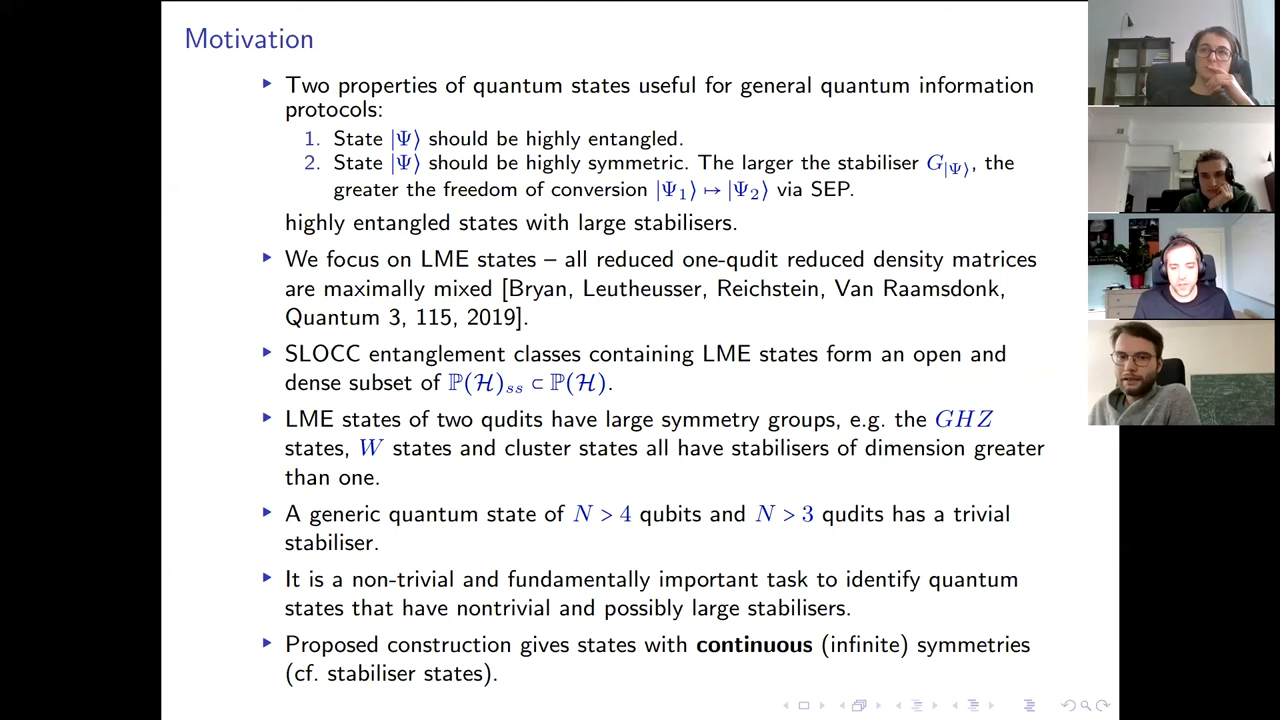 Motivation
▶ Two properties of quantum states useful for general quantum information
protocols:
1. State |Ψ⟩ should be highly entangled.
2. State |Ψ⟩ should be highly symmetric. The larger the stabiliser G|Ψ⟩, the
greater the freedom of conversion |Ψ₁⟩ ↦ |Ψ₂⟩ via SEP.
highly entangled states with large stabilisers.
▶ We focus on LME states – all reduced one-qudit reduced density matrices
are maximally mixed [Bryan, Leutheusser, Reichstein, Van Raamsdonk,
Quantum 3, 115, 2019].
▶ SLOCC entanglement classes containing LME states form an open and
dense subset of ℙ(ℋ)ss ⊂ ℙ(ℋ).
▶ LME states of two qudits have large symmetry groups, e.g. the GHZ
states, W states and cluster states all have stabilisers of dimension greater
than one.
▶ A generic quantum state of N > 4 qubits and N > 3 qudits has a trivial
stabiliser.
▶ It is a non-trivial and fundamentally important task to identify quantum
states that have nontrivial and possibly large stabilisers.
▶ Proposed construction gives states with continuous (infinite) symmetries
(cf. stabiliser states).